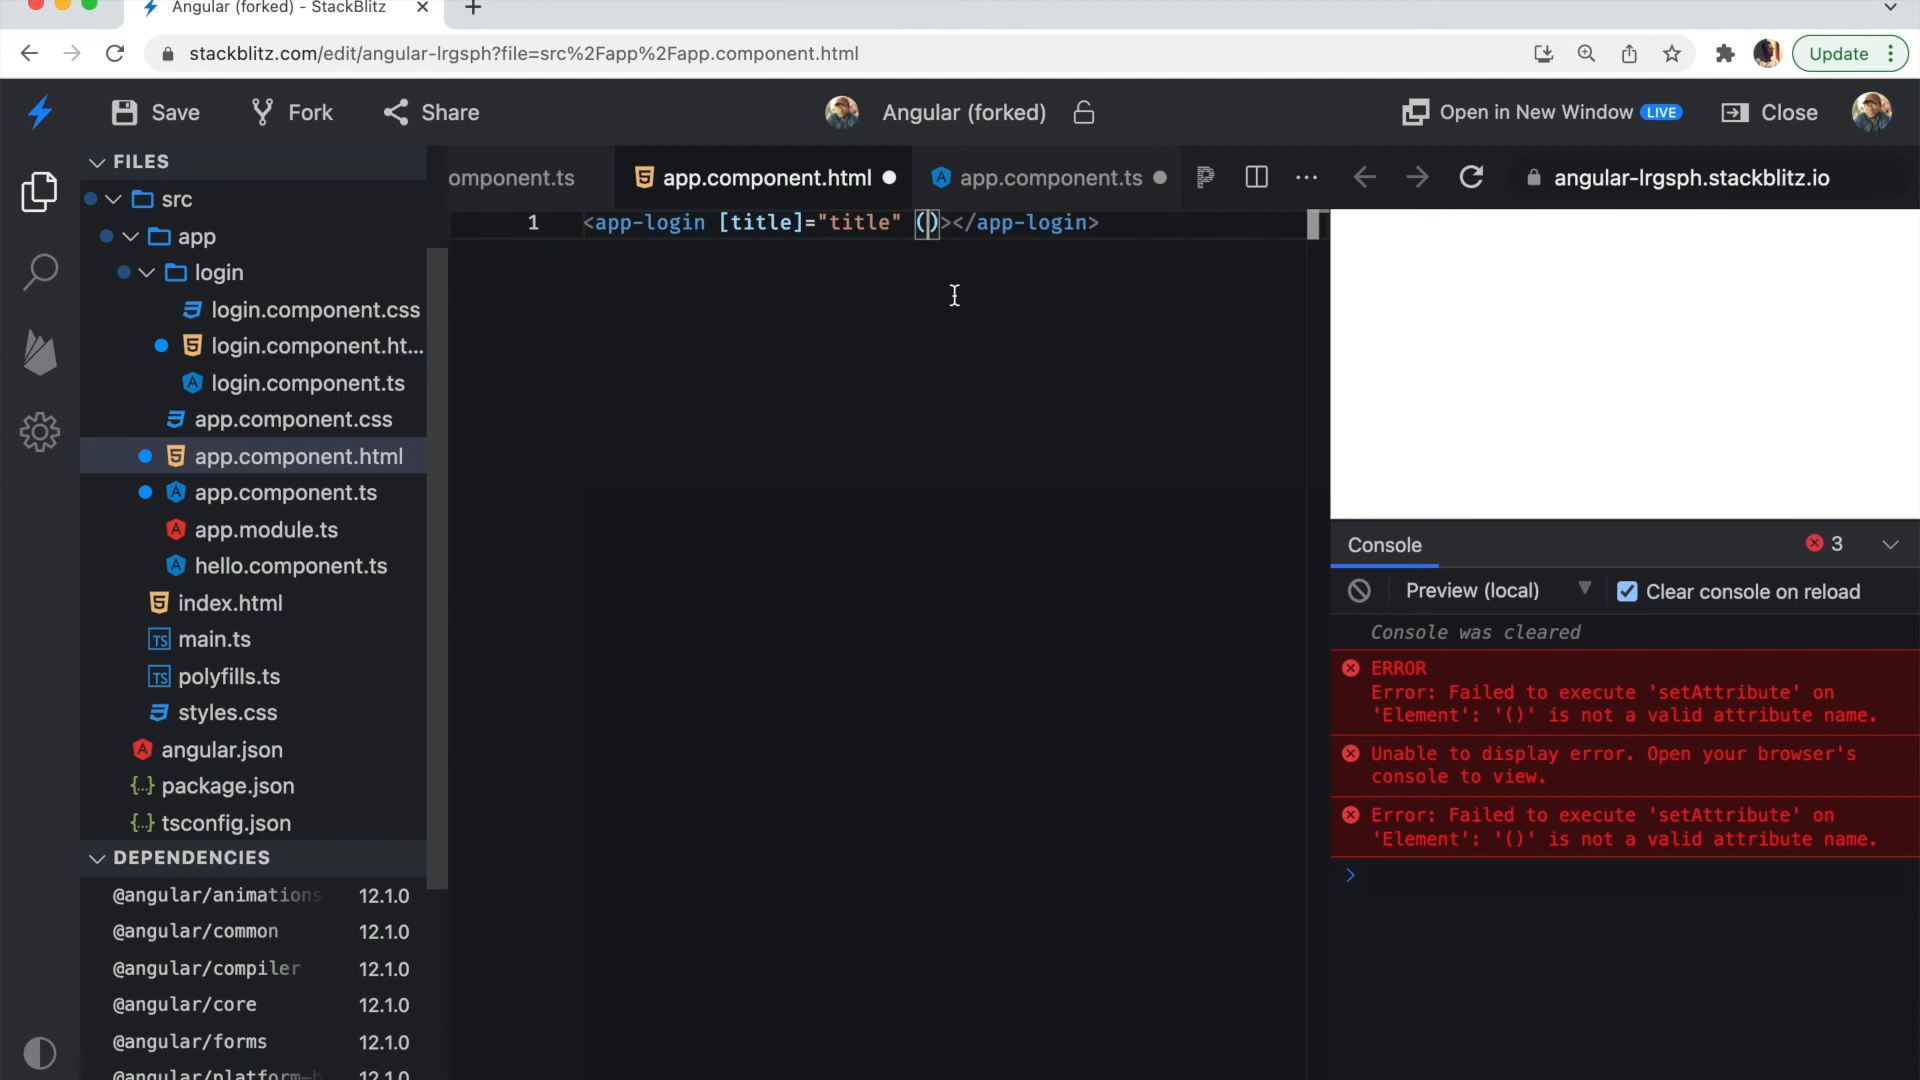 Angular (forked) - StackBlitz
stackblitz.com/edit/angular-lrgsph?file=src%2Fapp%2Fapp.component.html
Update
Save
Fork
Share
Angular (forked)
Open in New Window LIVE
Close
FILES
omponent.ts
app.component.html
app.component.ts
angular-lrgsph.stackblitz.io
src
app
login
login.component.css
login.component.ht...
login.component.ts
app.component.css
app.component.html
app.component.ts
app.module.ts
hello.component.ts
index.html
main.ts
polyfills.ts
styles.css
angular.json
package.json
tsconfig.json
DEPENDENCIES
@angular/animations 12.1.0
@angular/common 12.1.0
@angular/compiler 12.1.0
@angular/core 12.1.0
@angular/forms 12.1.0
@angular/platform-b 12.1.0
1 <app-login [title]="title" ()></app-login>
Console
3
Preview (local)
Clear console on reload
Console was cleared
ERROR
Error: Failed to execute 'setAttribute' on
'Element': '()' is not a valid attribute name.
Unable to display error. Open your browser's
console to view.
Error: Failed to execute 'setAttribute' on
'Element': '()' is not a valid attribute name.